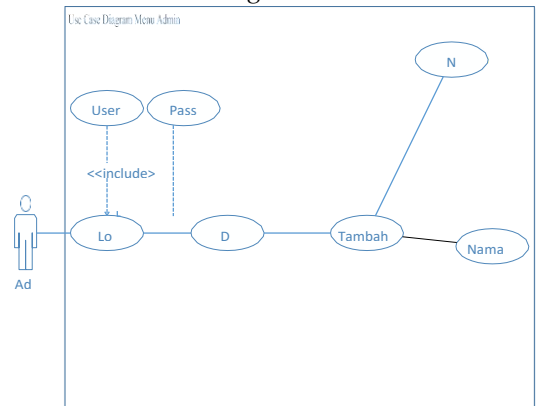 Use Case Diagram Menu Admin
N
User
Pass
<<include>
Lo
D
Tambah
Nama
Ad